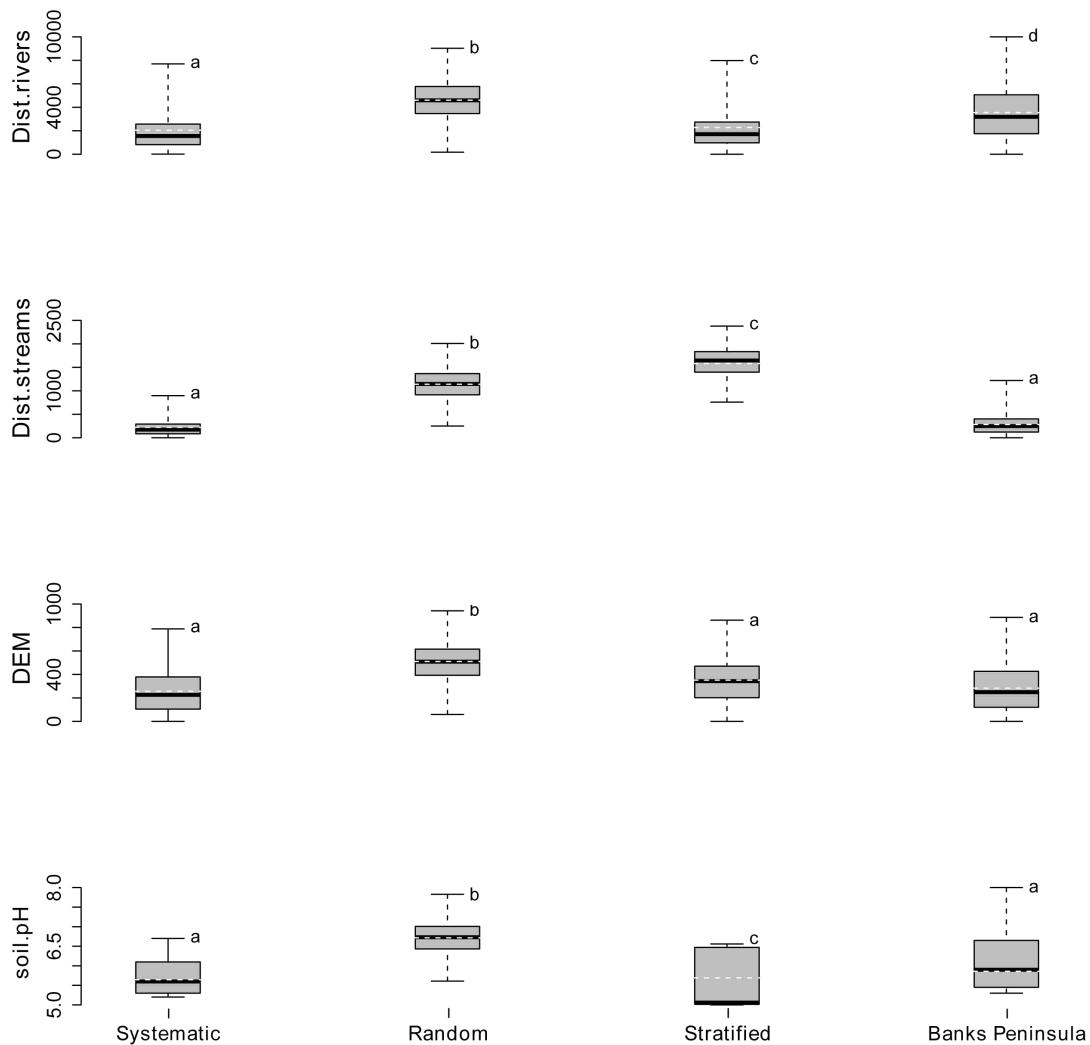 Dist.rivers
10000
4000
0
a
b
c
d
Dist.streams
2500
1000
0
a
b
c
a
DEM
1000
400
0
a
b
a
a
soil.pH
8.0
6.5
5.0
a
b
c
a
Systematic Random Stratified Banks Peninsula